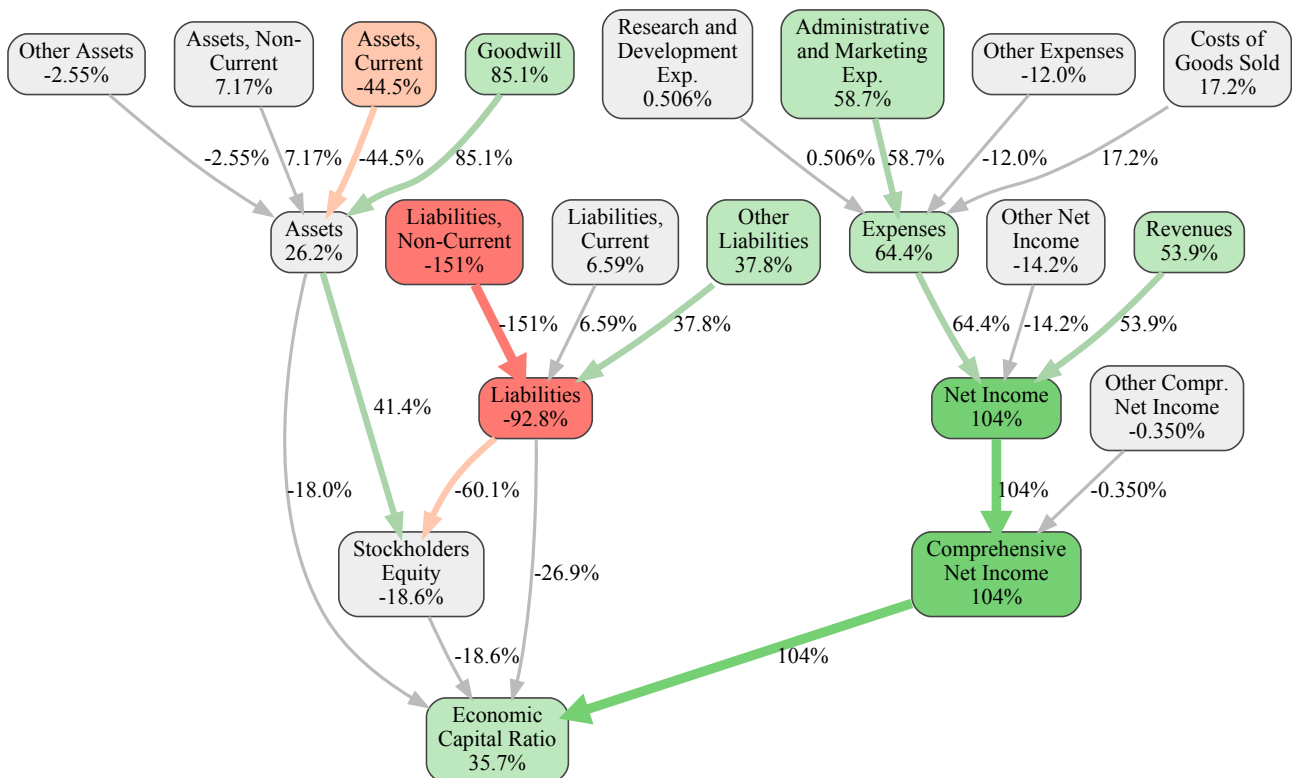 Other Assets
-2.55%
Assets, Non-
Current
7.17%
Assets,
Current
-44.5%
Goodwill
85.1%
Research and
Development
Exp.
0.506%
Administrative
and Marketing
Exp.
58.7%
Other Expenses
-12.0%
Costs of
Goods Sold
17.2%
-2.55%
7.17%
-44.5%
85.1%
0.506%
58.7%
-12.0%
17.2%
Assets
26.2%
Liabilities,
Non-Current
-151%
Liabilities,
Current
6.59%
Other
Liabilities
37.8%
Expenses
64.4%
Other Net
Income
-14.2%
Revenues
53.9%
-151%
6.59%
37.8%
64.4%
-14.2%
53.9%
41.4%
Liabilities
-92.8%
Net Income
104%
Other Compr.
Net Income
-0.350%
-18.0%
-60.1%
104%
-0.350%
Stockholders
Equity
-18.6%
-26.9%
Comprehensive
Net Income
104%
-18.6%
104%
Economic
Capital Ratio
35.7%